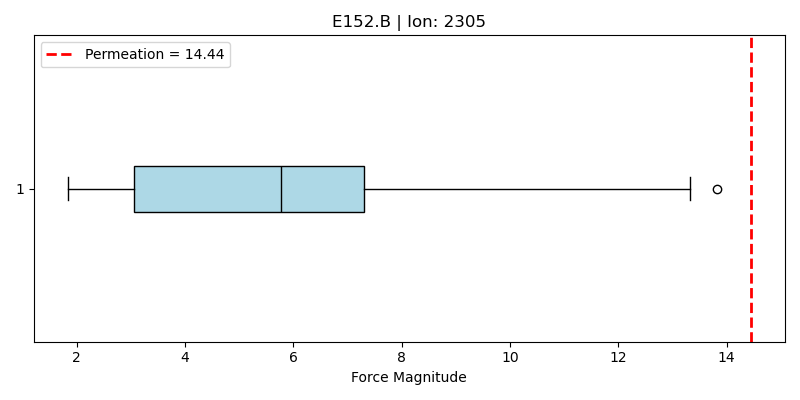 E152.B | Ion: 2305
Permeation = 14.44
1
2 4 6 8 10 12 14
Force Magnitude